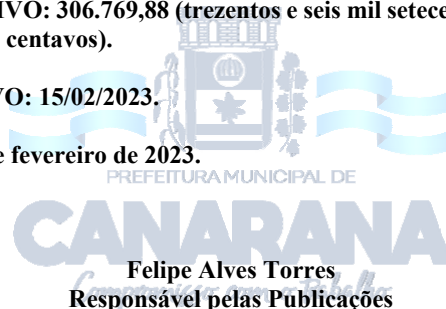 IVO: 306.769,88 (trezentos e seis mil setece
centavos).
VO: 15/02/2023.
e fevereiro de 2023.
PREFEITURA MUNICIPAL DE
CANARANA
Felipe Alves Torres
Responsável pelas Publicações